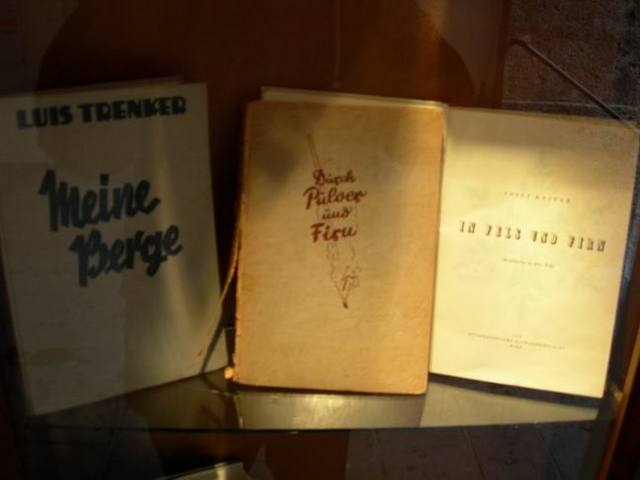 LUIS TRENKER
Meine
Berge
Durch
Pulver
und
Firn
IN FELS UND FIRN